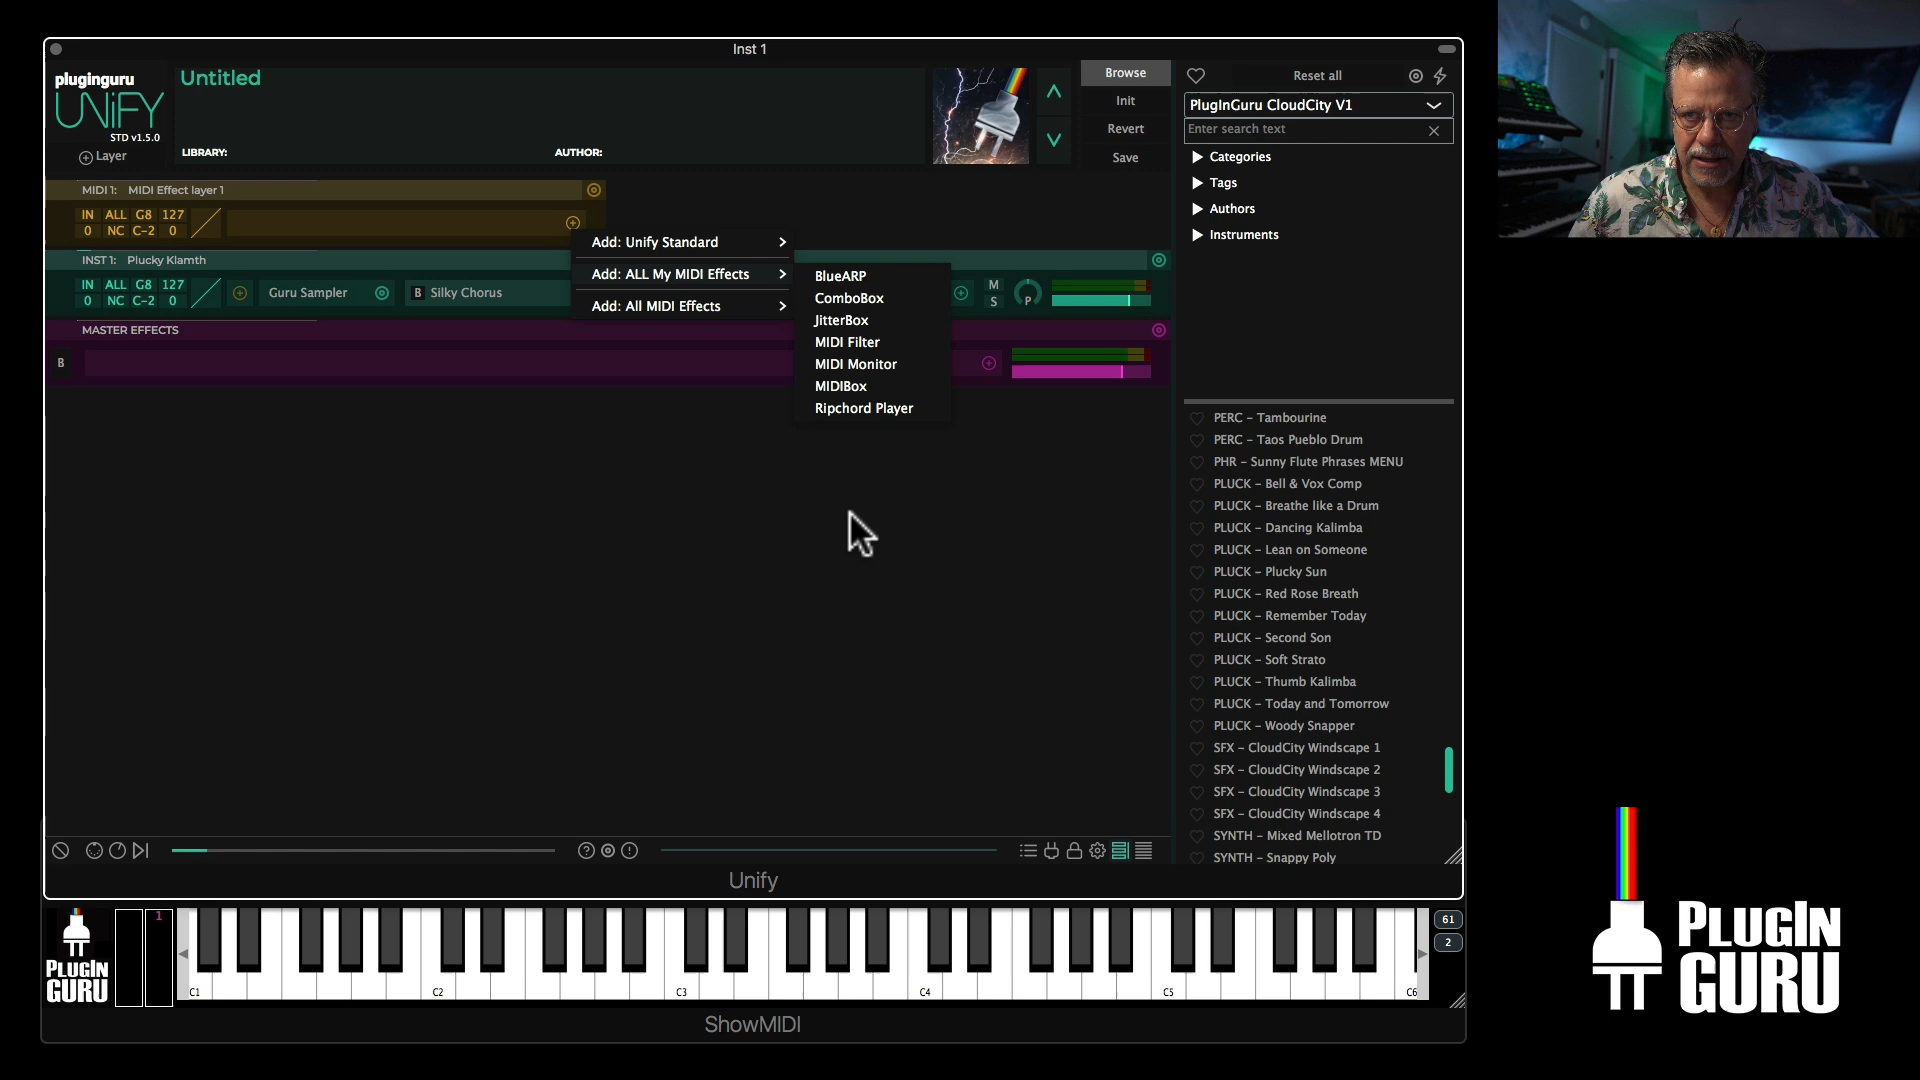 Inst 1
pluginguru
UNIFY
STD v1.5.0
Layer
Untitled
LIBRARY:
AUTHOR:
Browse
Init
Revert
Save
Reset all
PlugInGuru CloudCity V1
Enter search text
Categories
Tags
Authors
Instruments
MIDI 1: MIDI Effect layer 1
IN ALL G8 127
0 NC C-2 0
INST 1: Plucky Klamth
IN ALL G8 127
0 NC C-2 0
Guru Sampler
B Silky Chorus
M
S
P
MASTER EFFECTS
B
Add: Unify Standard
Add: ALL My MIDI Effects
Add: All MIDI Effects
BlueARP
ComboBox
JitterBox
MIDI Filter
MIDI Monitor
MIDIBox
Ripchord Player
PERC - Tambourine
PERC - Taos Pueblo Drum
PHR - Sunny Flute Phrases MENU
PLUCK - Bell & Vox Comp
PLUCK - Breathe like a Drum
PLUCK - Dancing Kalimba
PLUCK - Lean on Someone
PLUCK - Plucky Sun
PLUCK - Red Rose Breath
PLUCK - Remember Today
PLUCK - Second Son
PLUCK - Soft Strato
PLUCK - Thumb Kalimba
PLUCK - Today and Tomorrow
PLUCK - Woody Snapper
SFX - CloudCity Windscape 1
SFX - CloudCity Windscape 2
SFX - CloudCity Windscape 3
SFX - CloudCity Windscape 4
SYNTH - Mixed Mellotron TD
SYNTH - Snappy Poly
Unify
1
PLUGIN
GURU
C1
C2
C3
C4
C5
C6
61
2
ShowMIDI
PLUGIN
GURU